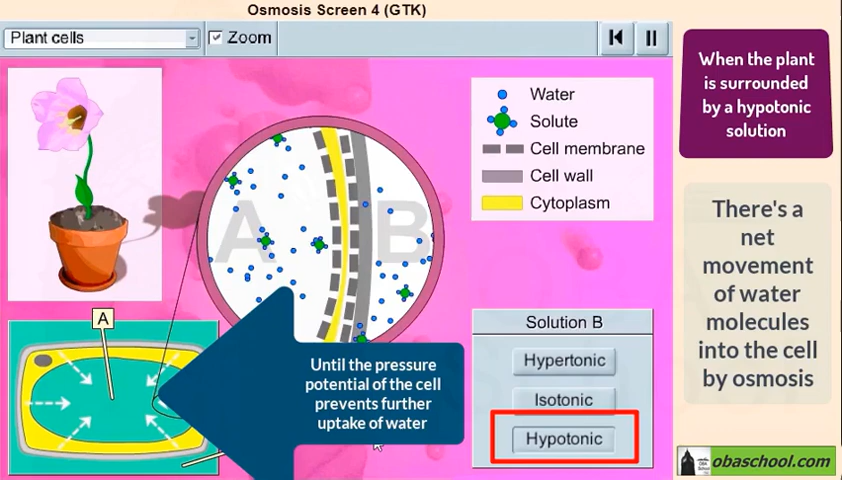 Osmosis Screen 4 (GTK)
Plant cells
Zoom
When the plant
is surrounded
by a hypotonic
solution
Water
Solute
Cell membrane
Cell wall
Cytoplasm
A
B
There's a
net
movement
of water
molecules
into the cell
by osmosis
A
Solution B
Hypertonic
Isotonic
Hypotonic
Until the pressure
potential of the cell
prevents further
uptake of water
obaschool.com